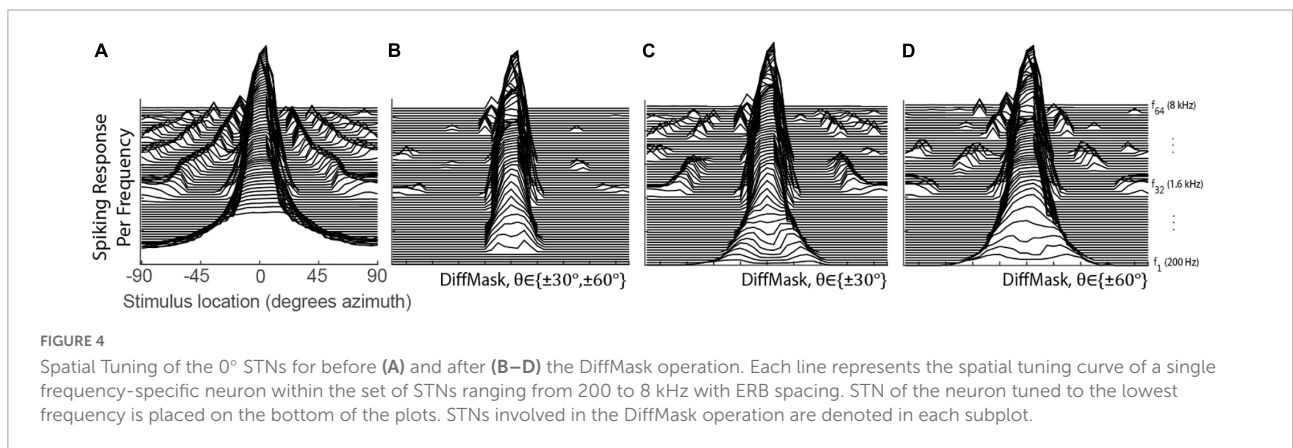 A
B
C
D
Spiking Response
Per Frequency
f64 (8 kHz)
f32 (1.6 kHz)
f1 (200 Hz)
-90 -45 0 45 90
Stimulus location (degrees azimuth)
DiffMask, θ∈{±30°,±60°}
DiffMask, θ∈{±30°}
DiffMask, θ∈{±60°}
FIGURE 4
Spatial Tuning of the 0° STNs for before (A) and after (B–D) the DiffMask operation. Each line represents the spatial tuning curve of a single
frequency-specific neuron within the set of STNs ranging from 200 to 8 kHz with ERB spacing. STN of the neuron tuned to the lowest
frequency is placed on the bottom of the plots. STNs involved in the DiffMask operation are denoted in each subplot.